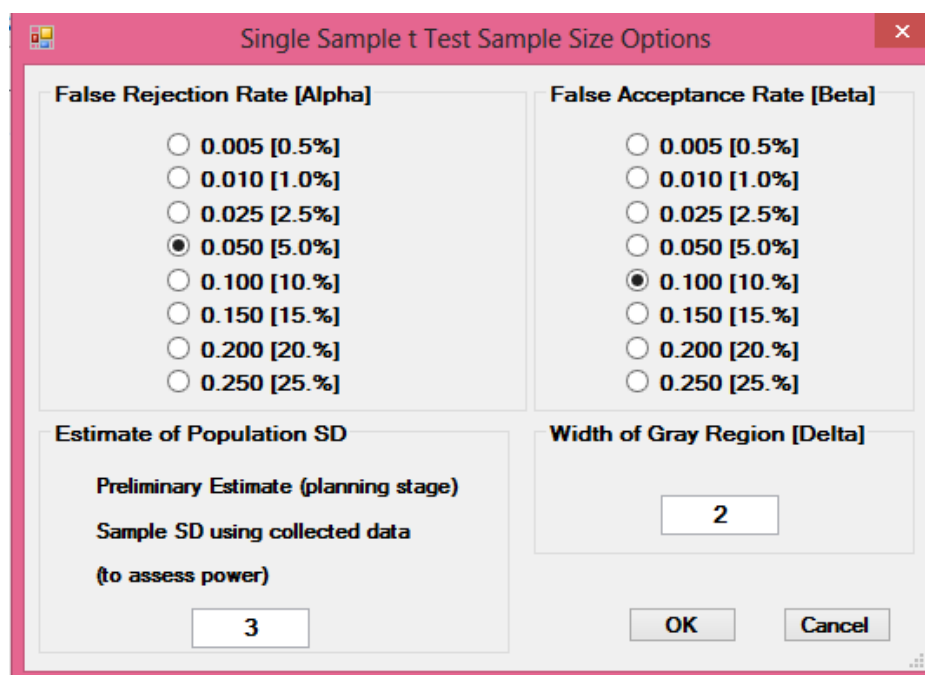 Single Sample t Test Sample Size Options
False Rejection Rate [Alpha]
0.005 [0.5%]
0.010 [1.0%]
0.025 [2.5%]
0.050 [5.0%]
0.100 [10.%]
0.150 [15.%]
0.200 [20.%]
0.250 [25.%]
False Acceptance Rate [Beta]
0.005 [0.5%]
0.010 [1.0%]
0.025 [2.5%]
0.050 [5.0%]
0.100 [10.%]
0.150 [15.%]
0.200 [20.%]
0.250 [25.%]
Estimate of Population SD
Preliminary Estimate (planning stage)
Sample SD using collected data
(to assess power)
3
Width of Gray Region [Delta]
2
OK
Cancel